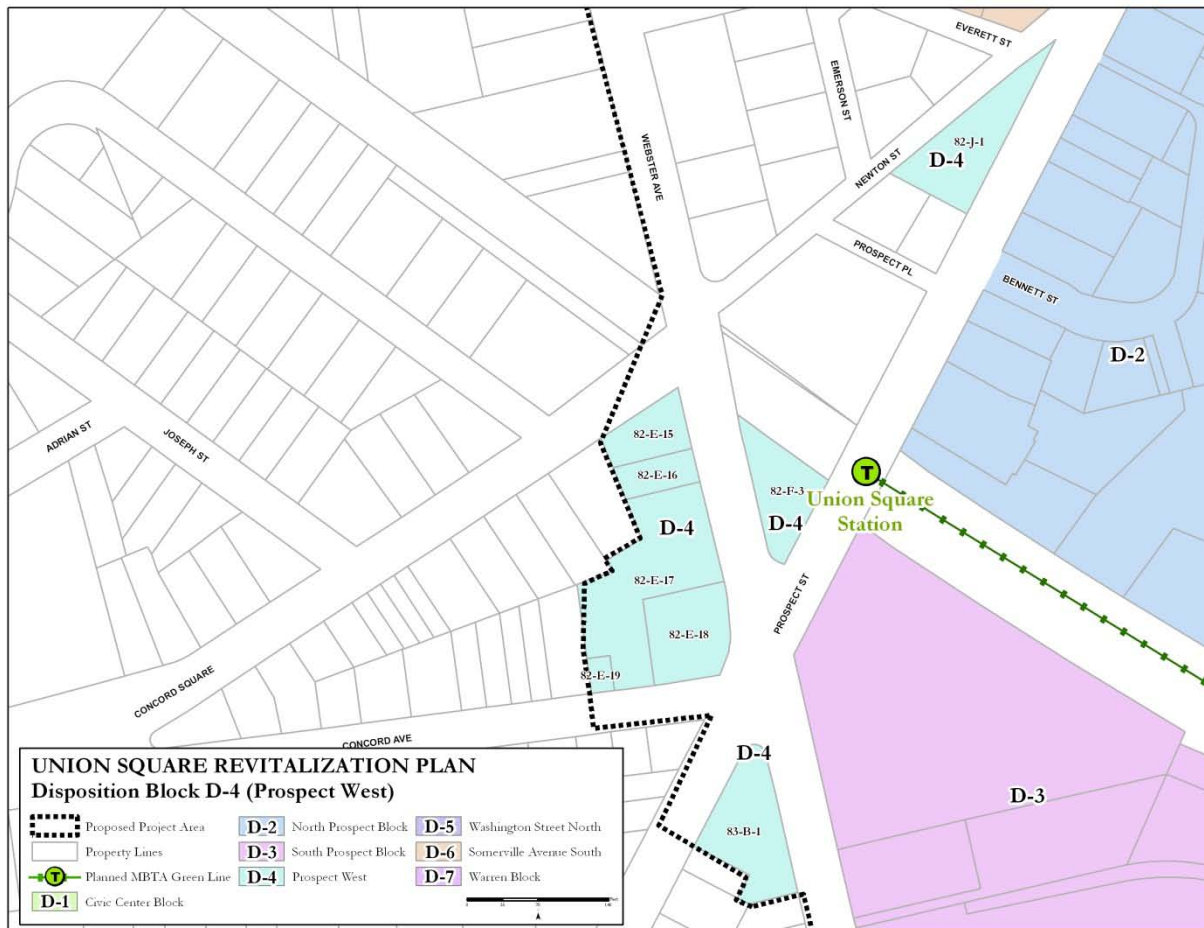 EVERETT ST
EMERSON ST
WEBSTER AVE
82-J-1
D-4
NEWTON ST
PROSPECT PL
BENNETT ST
D-2
ADRIAN ST
JOSEPH ST
82-E-15
82-E-16
D-4
82-E-17
82-E-18
82-E-19
82-F-3
D-4
T
Union Square
Station
PROSPECT ST
CONCORD SQUARE
CONCORD AVE
D-4
83-B-1
D-3
UNION SQUARE REVITALIZATION PLAN
Disposition Block D-4 (Prospect West)
Proposed Project Area
Property Lines
T Planned MBTA Green Line
D-1 Civic Center Block
D-2 North Prospect Block
D-3 South Prospect Block
D-4 Prospect West
D-5 Washington Street North
D-6 Somerville Avenue South
D-7 Warren Block